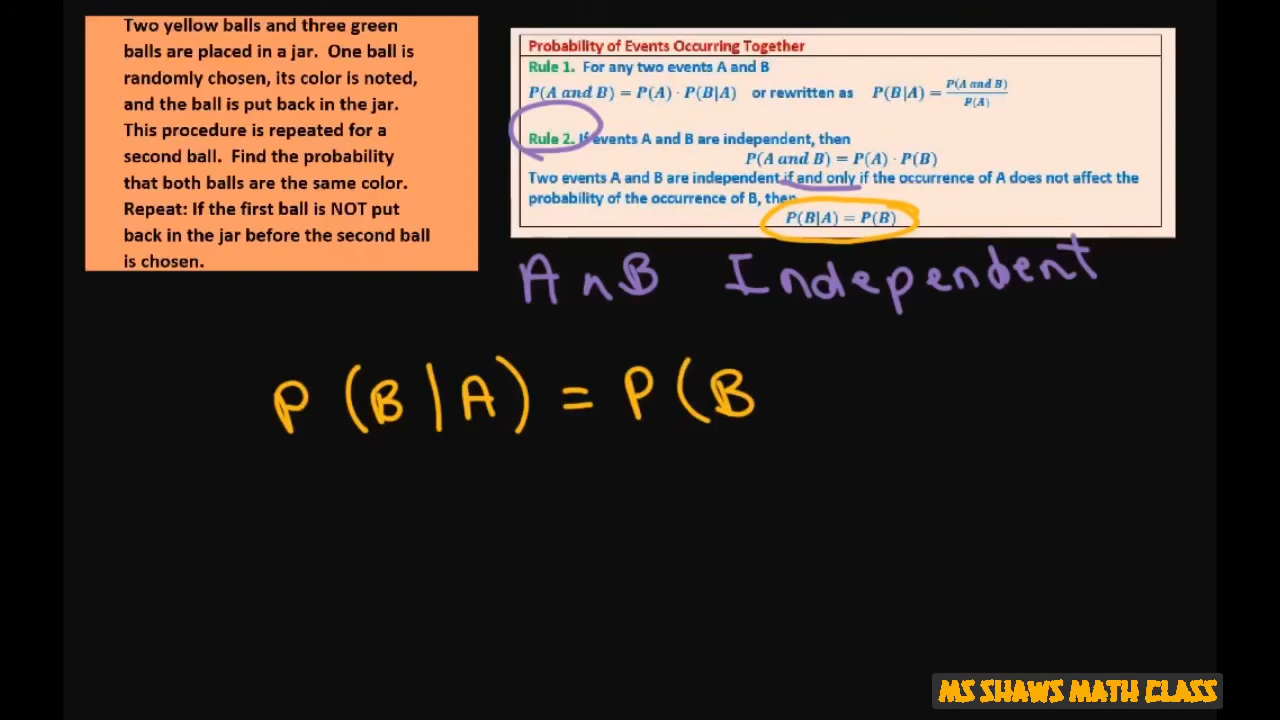 Two yellow balls and three green
balls are placed in a jar. One ball is
randomly chosen, its color is noted,
and the ball is put back in the jar.
This procedure is repeated for a
second ball. Find the probability
that both balls are the same color.
Repeat: If the first ball is NOT put
back in the jar before the second ball
is chosen.
Probability of Events Occurring Together
Rule 1. For any two events A and B
P(A and B) = P(A) · P(B|A) or rewritten as P(B|A) = P(A and B)/P(A)
Rule 2. If events A and B are independent, then
P(A and B) = P(A) · P(B)
Two events A and B are independent if and only if the occurrence of A does not affect the
probability of the occurrence of B, then
P(B|A) = P(B)
A n B Independent
P (B | A) = P (B
MS SHAWS MATH CLASS